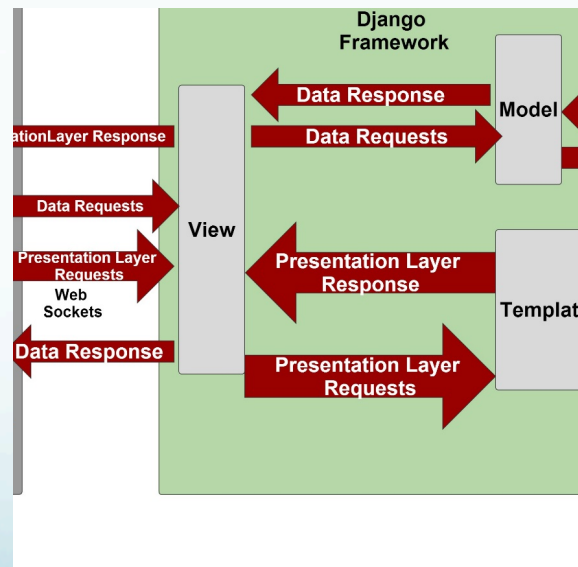 Django
Framework
Data Response
Model
ationLayer Response
Data Requests
Data Requests
View
Presentation Layer
Requests
Presentation Layer
Response
Web
Sockets
Templat
Data Response
Presentation Layer
Requests